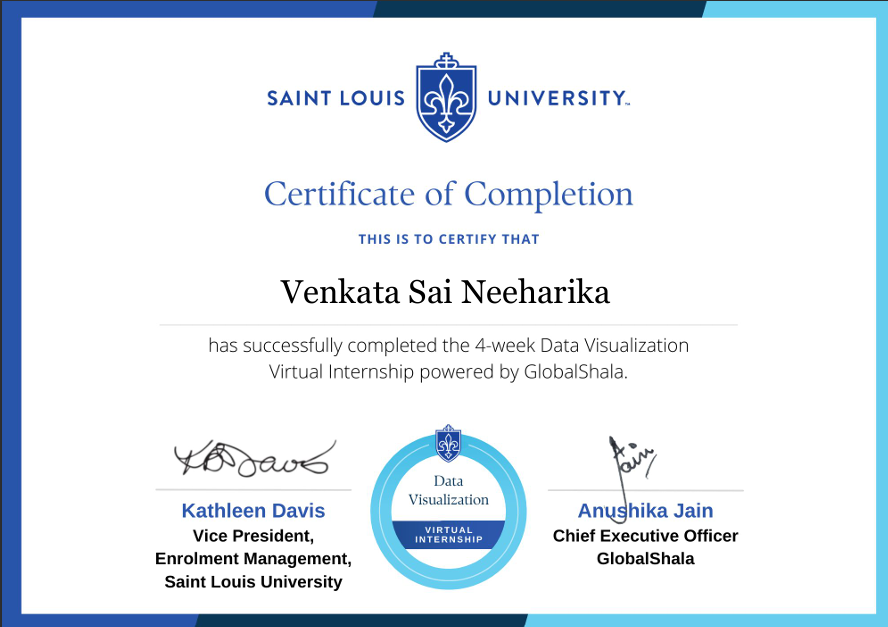 SAINT LOUIS UNIVERSITY™
Certificate of Completion
THIS IS TO CERTIFY THAT
Venkata Sai Neeharika
has successfully completed the 4-week Data Visualization
Virtual Internship powered by GlobalShala.
KBDavis
Kathleen Davis
Vice President,
Enrolment Management,
Saint Louis University
Data
Visualization
VIRTUAL
INTERNSHIP
Jain
Anushika Jain
Chief Executive Officer
GlobalShala